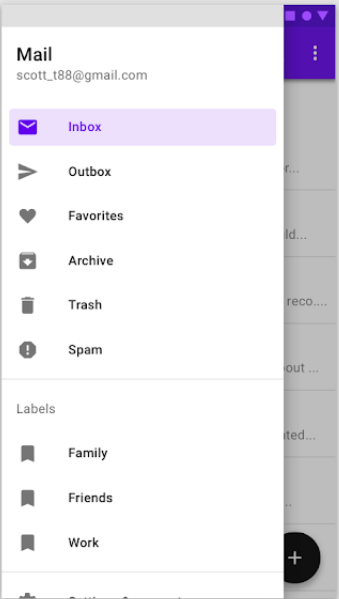 Mail
scott_t88@gmail.com
Inbox
r...
Outbox
Favorites
ld...
Archive
reco....
Trash
Spam
out ...
Labels
ted...
Family
Friends
Work